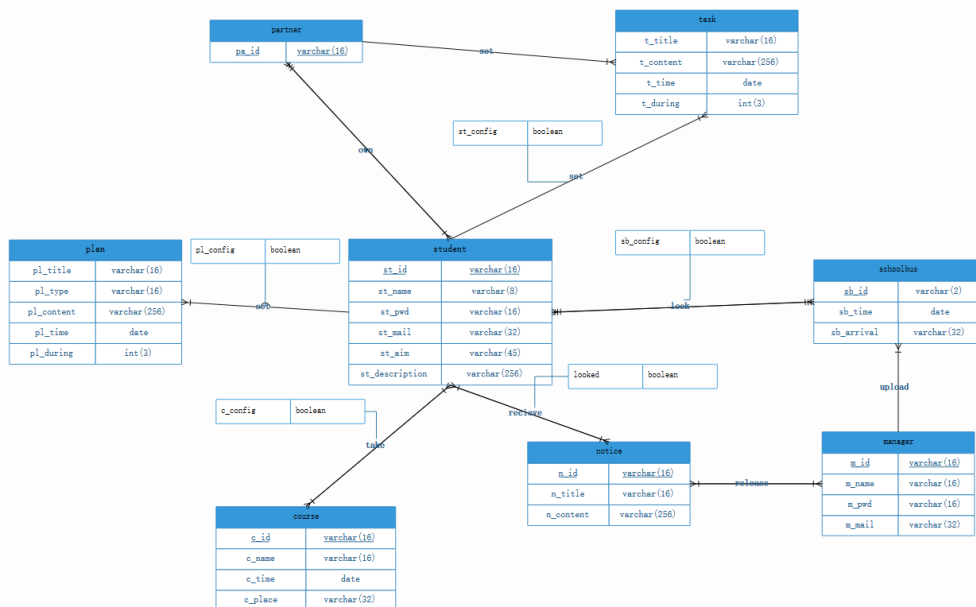 partner
pa_id varchar(16)
task
t_title varchar(16)
t_content varchar(256)
t_time date
t_during int(3)
set
st_config boolean
own
set
plan
pl_title varchar(16)
pl_type varchar(16)
pl_content varchar(256)
pl_time date
pl_during int(3)
pl_config boolean
set
student
st_id varchar(16)
st_name varchar(8)
st_pwd varchar(16)
st_mail varchar(32)
st_aim varchar(45)
st_description varchar(256)
sb_config boolean
look
schoolbus
sb_id varchar(2)
sb_time date
sb_arrival varchar(32)
upload
looked boolean
recieve
c_config boolean
take
notice
n_id varchar(16)
n_title varchar(16)
n_content varchar(256)
release
manager
m_id varchar(16)
m_name varchar(16)
m_pwd varchar(16)
m_mail varchar(32)
course
c_id varchar(16)
c_name varchar(16)
c_time date
c_place varchar(32)